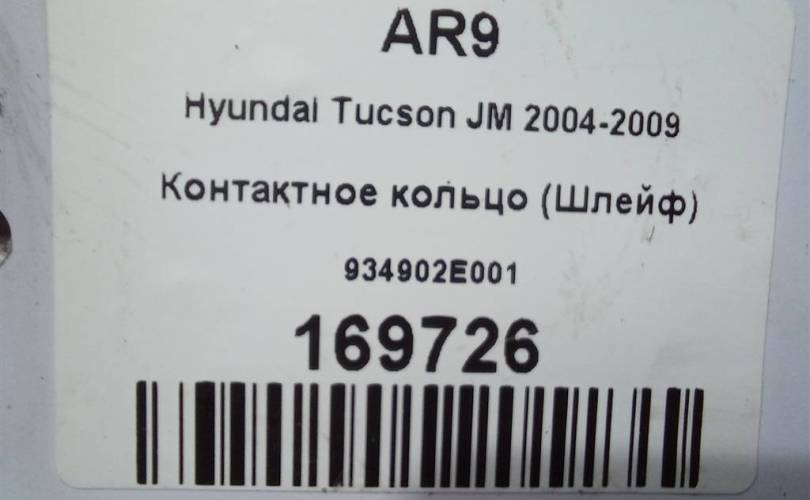 AR9
Hyundai Tucson JM 2004-2009
Контактное кольцо (Шлейф)
934902E001
169726